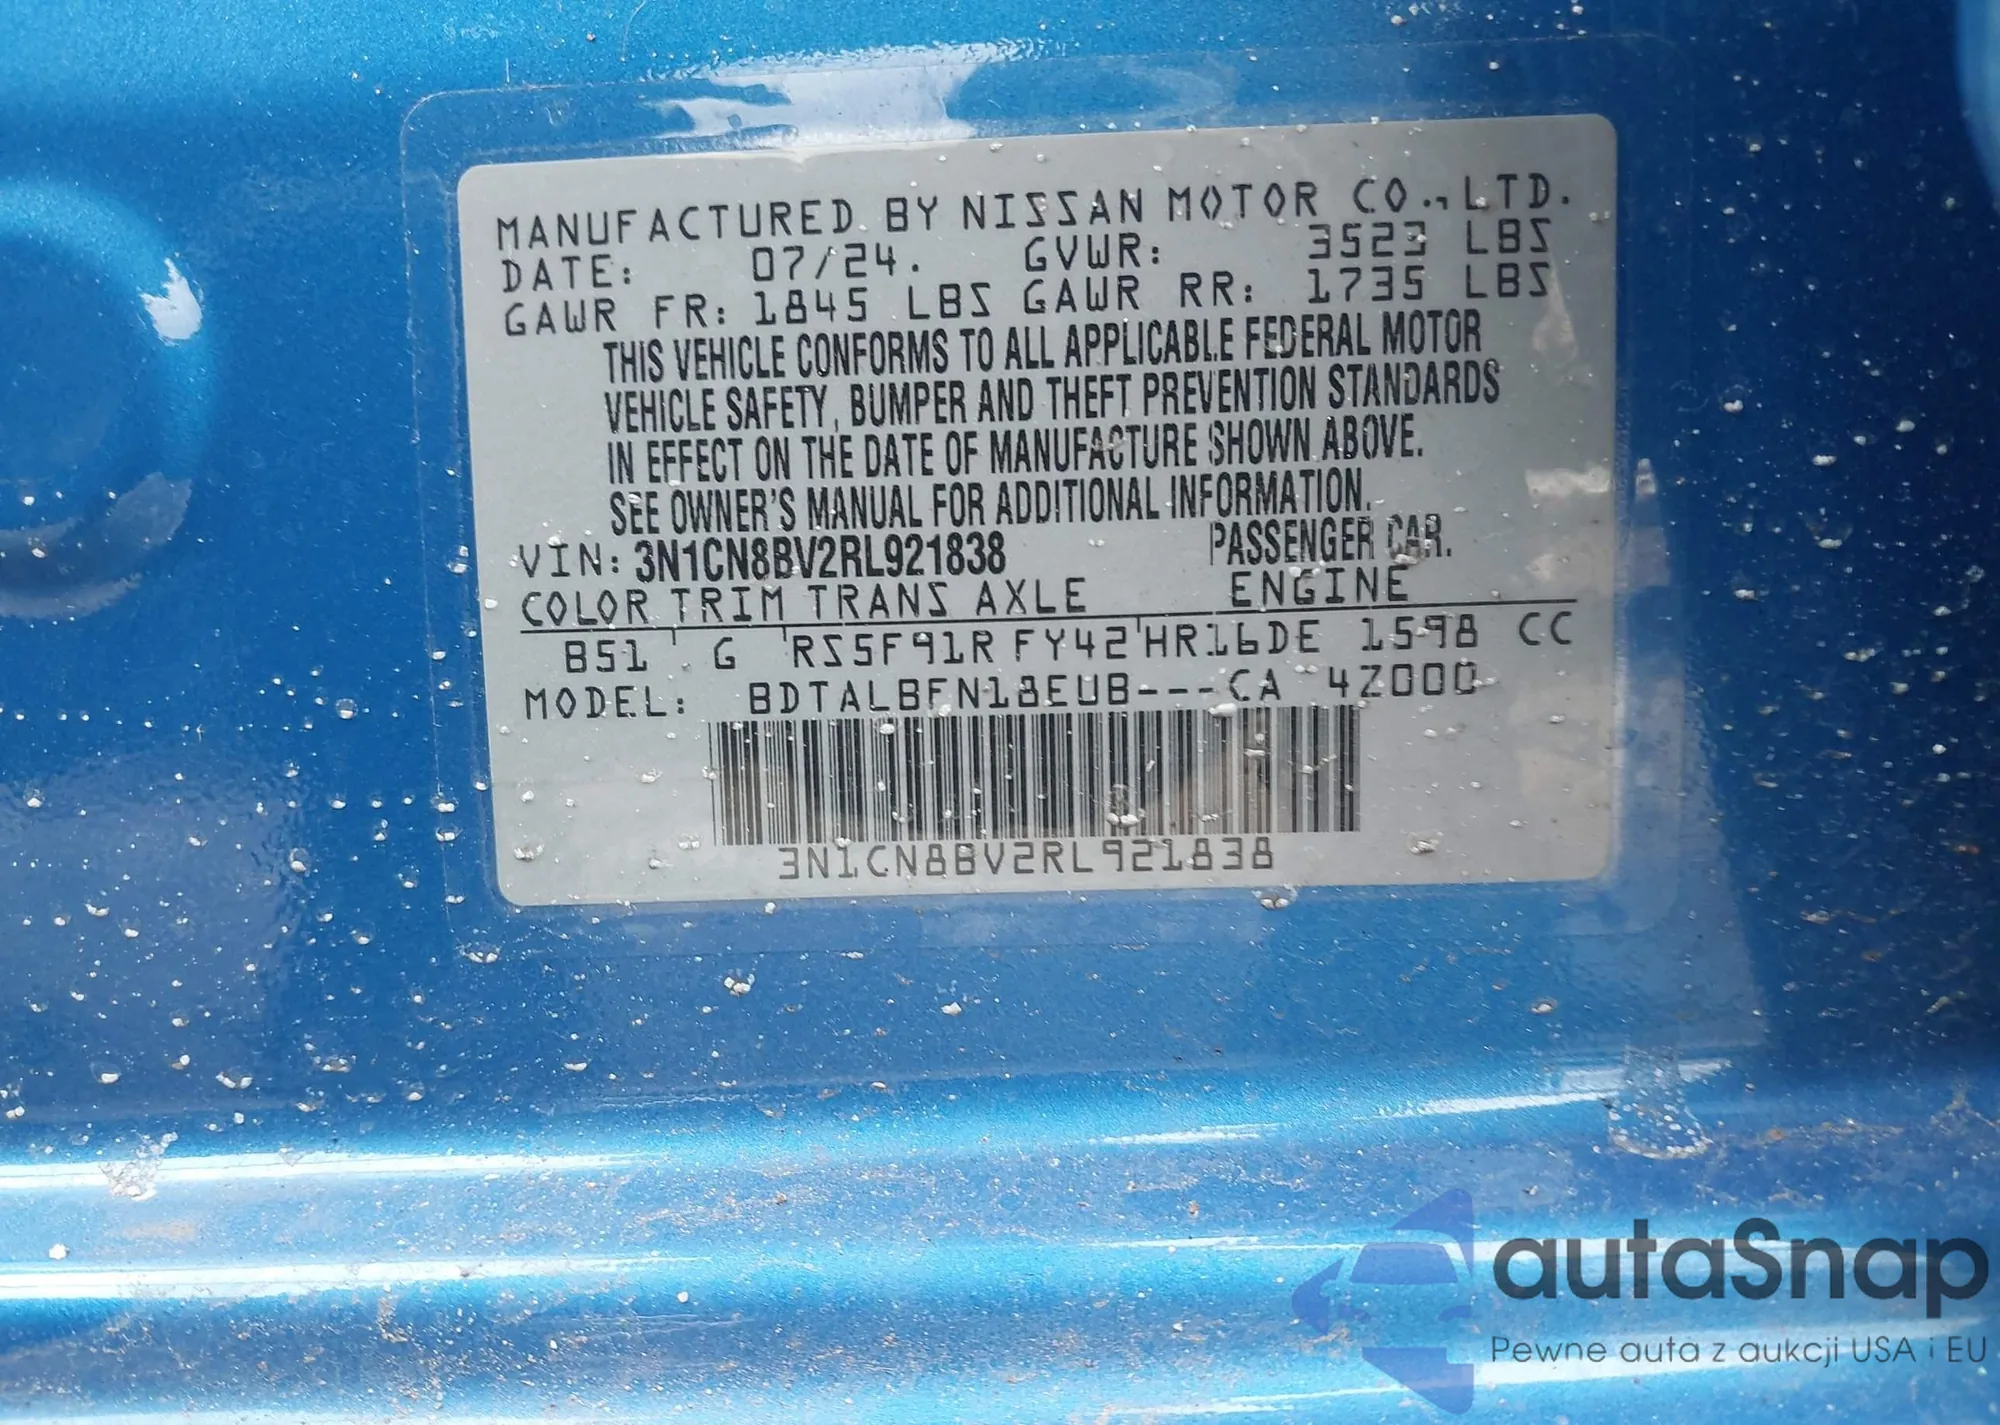 MANUFACTURED BY NISSAN MOTOR CO., LTD.
DATE: 07/24. GVWR: 3523 LBS
GAWR FR: 1845 LBS GAWR RR: 1735 LBS
THIS VEHICLE CONFORMS TO ALL APPLICABLE FEDERAL MOTOR
VEHICLE SAFETY, BUMPER AND THEFT PREVENTION STANDARDS
IN EFFECT ON THE DATE OF MANUFACTURE SHOWN ABOVE.
SEE OWNER'S MANUAL FOR ADDITIONAL INFORMATION.
VIN: 3N1CN8BV2RL921838 PASSENGER CAR.
COLOR TRIM TRANS AXLE ENGINE
B51 G RS5F91R FY42 HR16DE 1598 CC
MODEL: BDTALBFN18EUB---CA 4Z000
3N1CN8BV2RL921838
autaSnap
Pewne auta z aukcji USA i EU